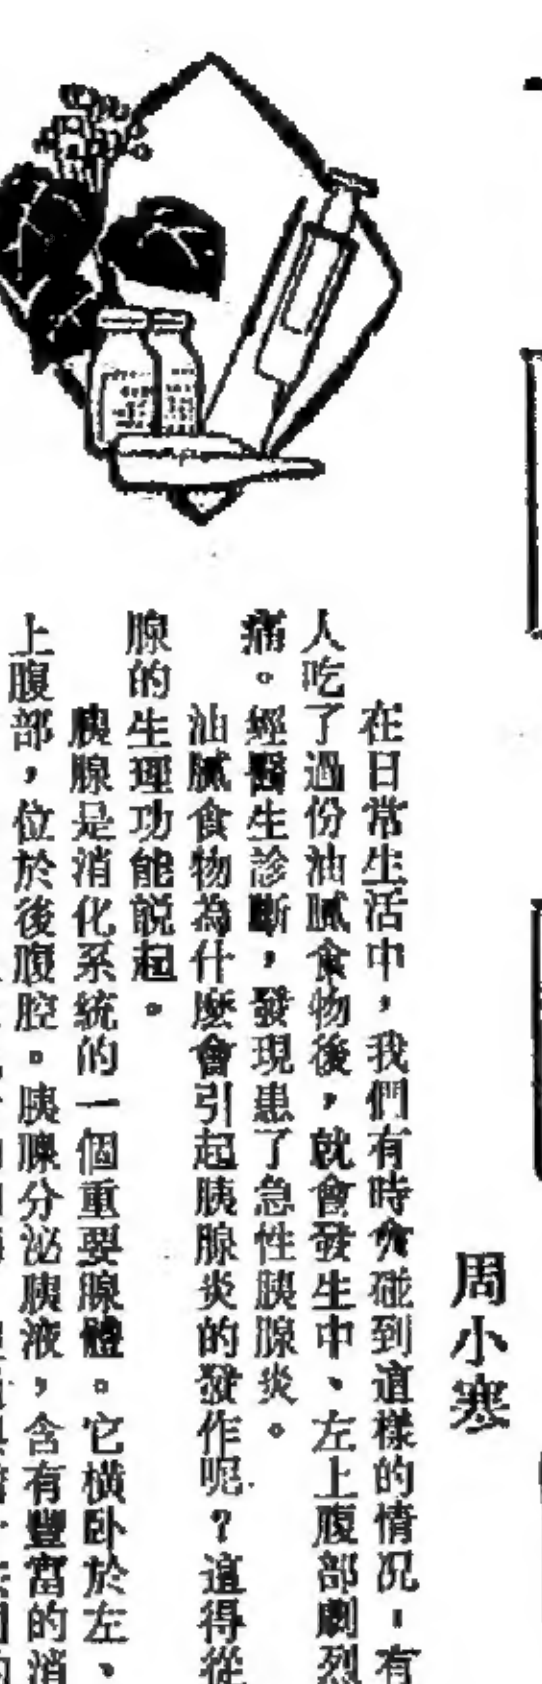 周小寒
在日常生活中，我們有時會碰到這樣的情況，有
人吃了過份油膩食物後，就會發生中、左上腹部劇烈
痛。經醫生診斷，發現患了急性胰腺炎。
油膩食物為什麼會引起胰腺炎的發作呢？這得從
腺的生理功能說起。
胰腺是消化系統的一個重要腺體。它橫卧於左、
上腹部，位於後腹腔。胰腺分泌胰液，含有豐富的消